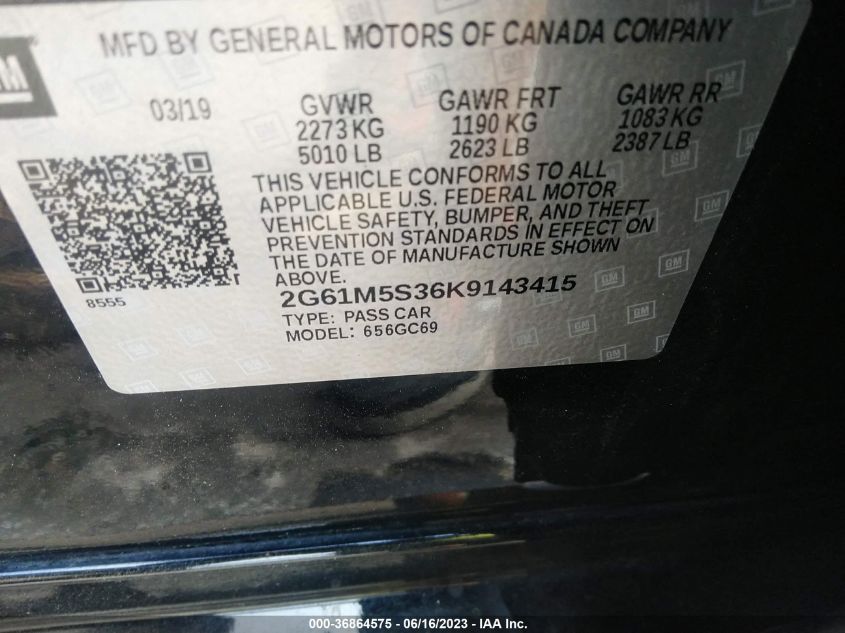 GM
MFD BY GENERAL MOTORS OF CANADA COMPANY
03/19 GVWR GAWR FRT GAWR RR
2273 KG 1190 KG 1083 KG
5010 LB 2623 LB 2387 LB
THIS VEHICLE CONFORMS TO ALL
APPLICABLE U.S. FEDERAL MOTOR
VEHICLE SAFETY, BUMPER, AND THEFT
PREVENTION STANDARDS IN EFFECT ON
THE DATE OF MANUFACTURE SHOWN
ABOVE.
8555
2G61M5S36K9143415
TYPE: PASS CAR
MODEL: 656GC69
000-36864575 - 06/16/2023 - IAA Inc.